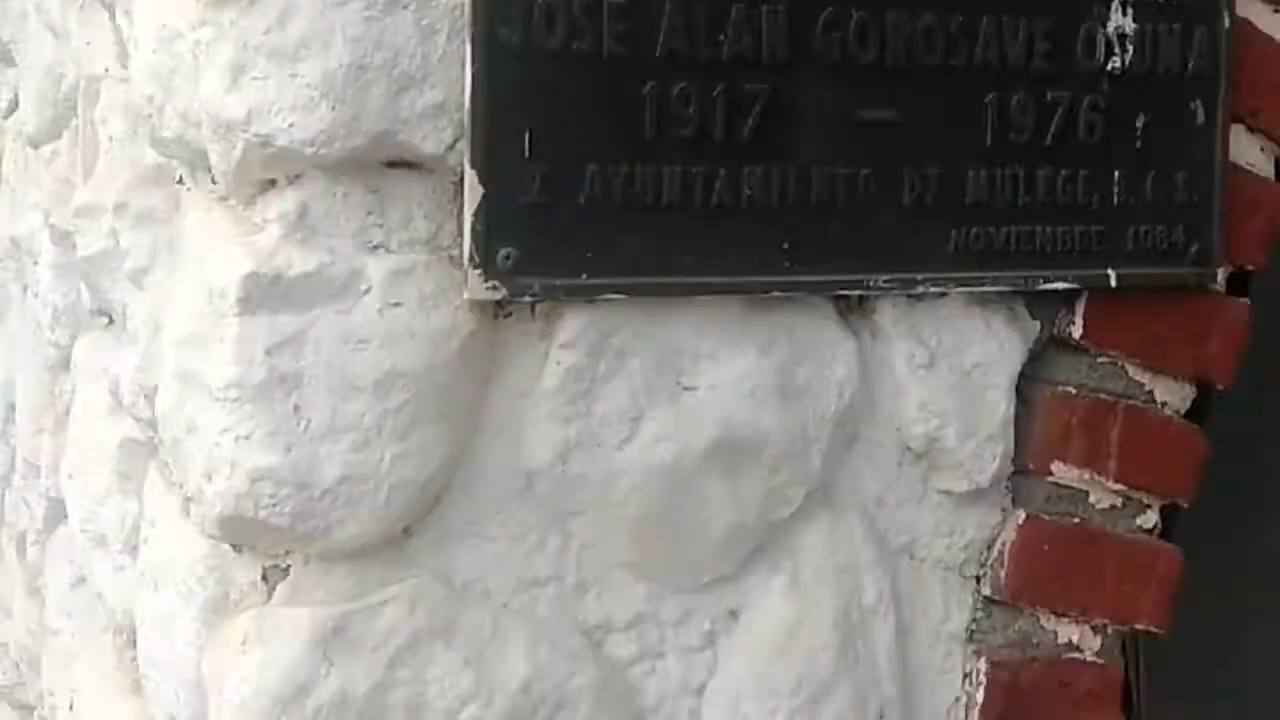 JOSE ALAN GOROSAVE OSUNA
1917 - 1976
X AYUNTAMIENTO DE MULEGE, B.C.S.
NOVIEMBRE 1984,